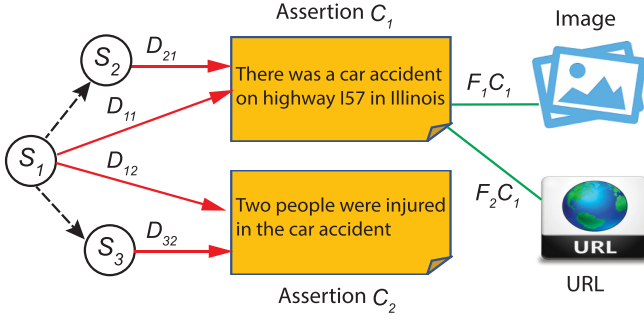 Assertion C1
Image
S2
D21
There was a car accident
on highway I57 in Illinois
F1C1
D11
S1
D12
Two people were injured
in the car accident
F2C1
S3
D32
URL
URL
Assertion C2